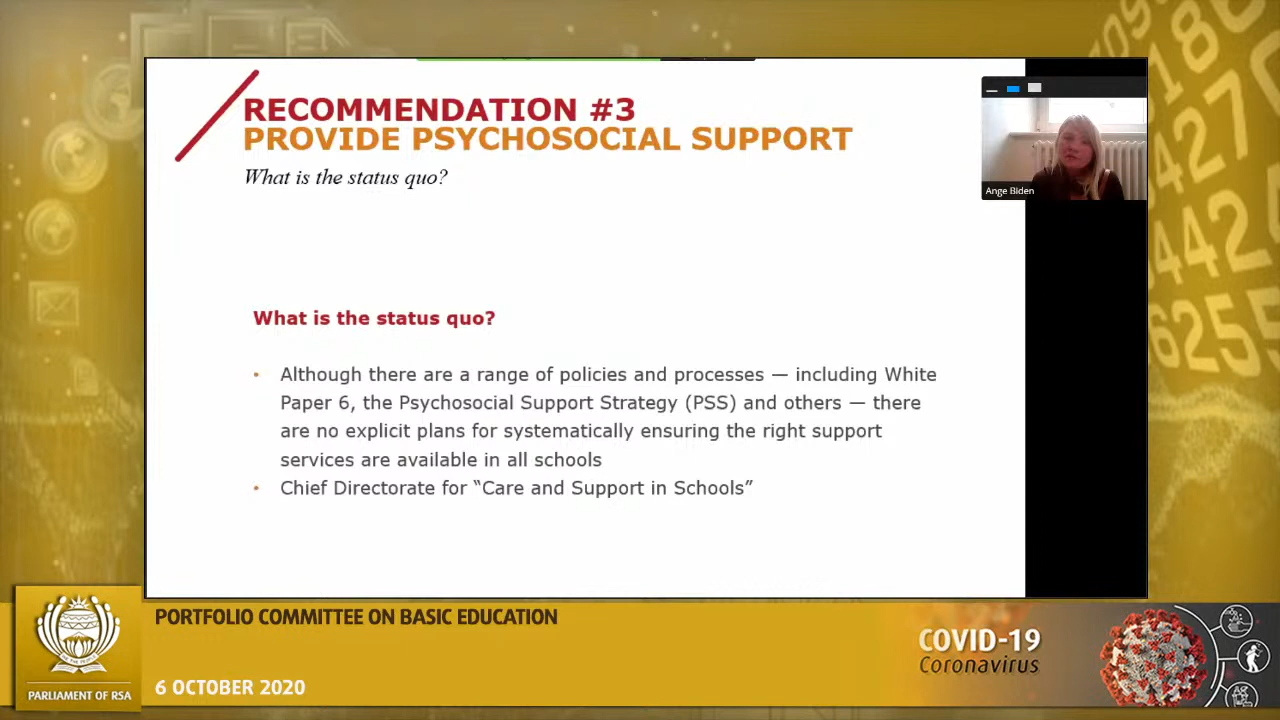 RECOMMENDATION #3
PROVIDE PSYCHOSOCIAL SUPPORT
What is the status quo?
Ange Biden
What is the status quo?
• Although there are a range of policies and processes — including White
Paper 6, the Psychosocial Support Strategy (PSS) and others — there
are no explicit plans for systematically ensuring the right support
services are available in all schools
• Chief Directorate for “Care and Support in Schools”
PORTFOLIO COMMITTEE ON BASIC EDUCATION
COVID-19
Coronavirus
PARLIAMENT OF RSA
6 OCTOBER 2020